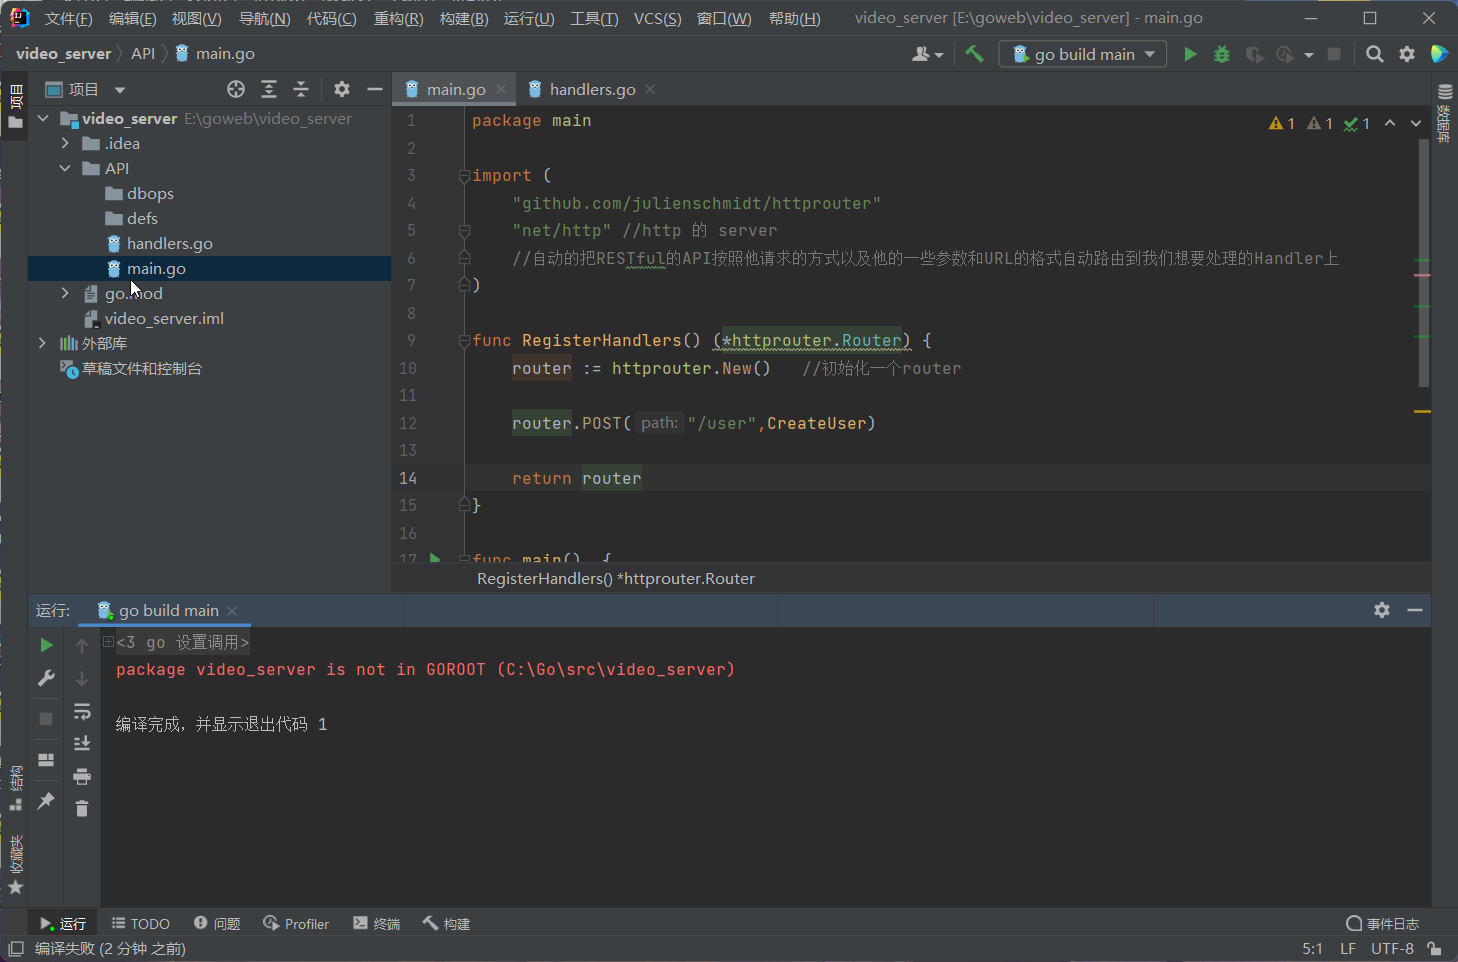 文件(F) 编辑(E) 视图(V) 导航(N) 代码(C) 重构(R) 构建(B) 运行(U) 工具(T) VCS(S) 窗口(W) 帮助(H) video_server [E:\goweb\video_server] - main.go
video_server API main.go
go build main
项目
项目
main.go handlers.go
数据库
video_server E:\goweb\video_server
.idea
API
dbops
defs
handlers.go
main.go
go.mod
video_server.iml
外部库
草稿文件和控制台
1 package main
1 1 1
2
3 import (
4 "github.com/julienschmidt/httprouter"
5 "net/http" //http 的 server
6 //自动的把RESTful的API按照他请求的方式以及他的一些参数和URL的格式自动路由到我们想要处理的Handler上
7 )
8
9 func RegisterHandlers() (*httprouter.Router) {
10 router := httprouter.New() //初始化一个router
11
12 router.POST( path: "/user",CreateUser)
13
14 return router
15 }
16
17 func main() {
RegisterHandlers() *httprouter.Router
运行: go build main
<3 go 设置调用>
package video_server is not in GOROOT (C:\Go\src\video_server)
编译完成，并显示退出代码 1
结构
收藏夹
运行 TODO 问题 Profiler 终端 构建 事件日志
编译失败 (2 分钟 之前) 5:1 LF UTF-8